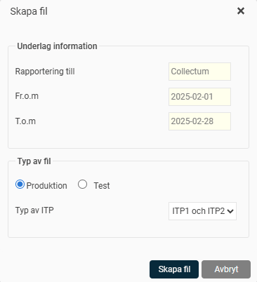 Skapa fil ×
Underlag information
Rapportering till Collectum
Fr.o.m 2025-02-01
T.o.m 2025-02-28
Typ av fil
Produktion Test
Typ av ITP ITP1 och ITP2
Skapa fil Avbryt